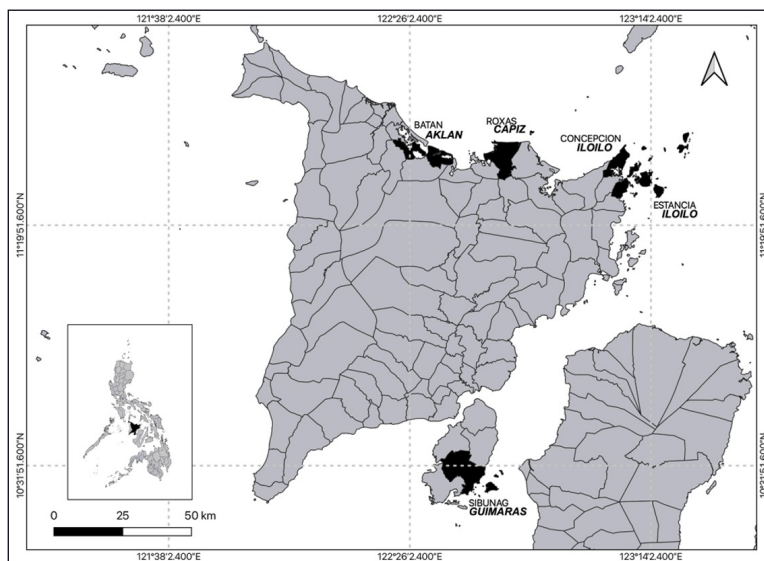 121°38'2.400"E 122°26'2.400"E 123°14'2.400"E
BATAN
AKLAN
ROXAS
CAPIZ
CONCEPCION
ILOILO
ESTANCIA
ILOILO
11°19'51.600"N
11°19'51.600"N
10°31'51.600"N
10°31'51.600"N
SIBUNAG
GUIMARAS
0 25 50 km
121°38'2.400"E 122°26'2.400"E 123°14'2.400"E